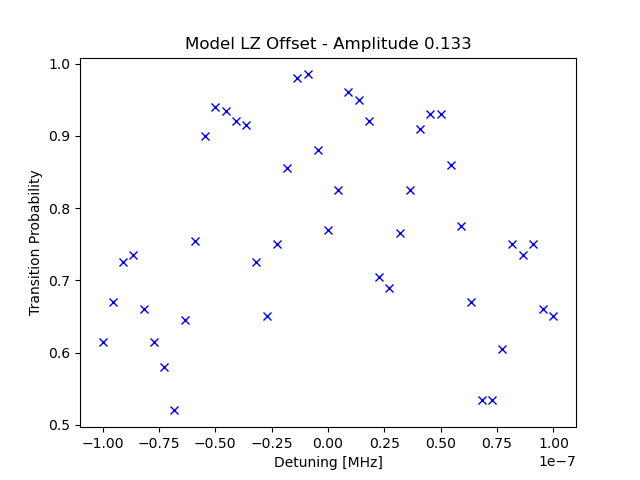 Model LZ Offset - Amplitude 0.133
1.0
0.9
0.8
0.7
0.6
0.5
Transition Probability
−1.00 −0.75 −0.50 −0.25 0.00 0.25 0.50 0.75 1.00
1e−7
Detuning [MHz]